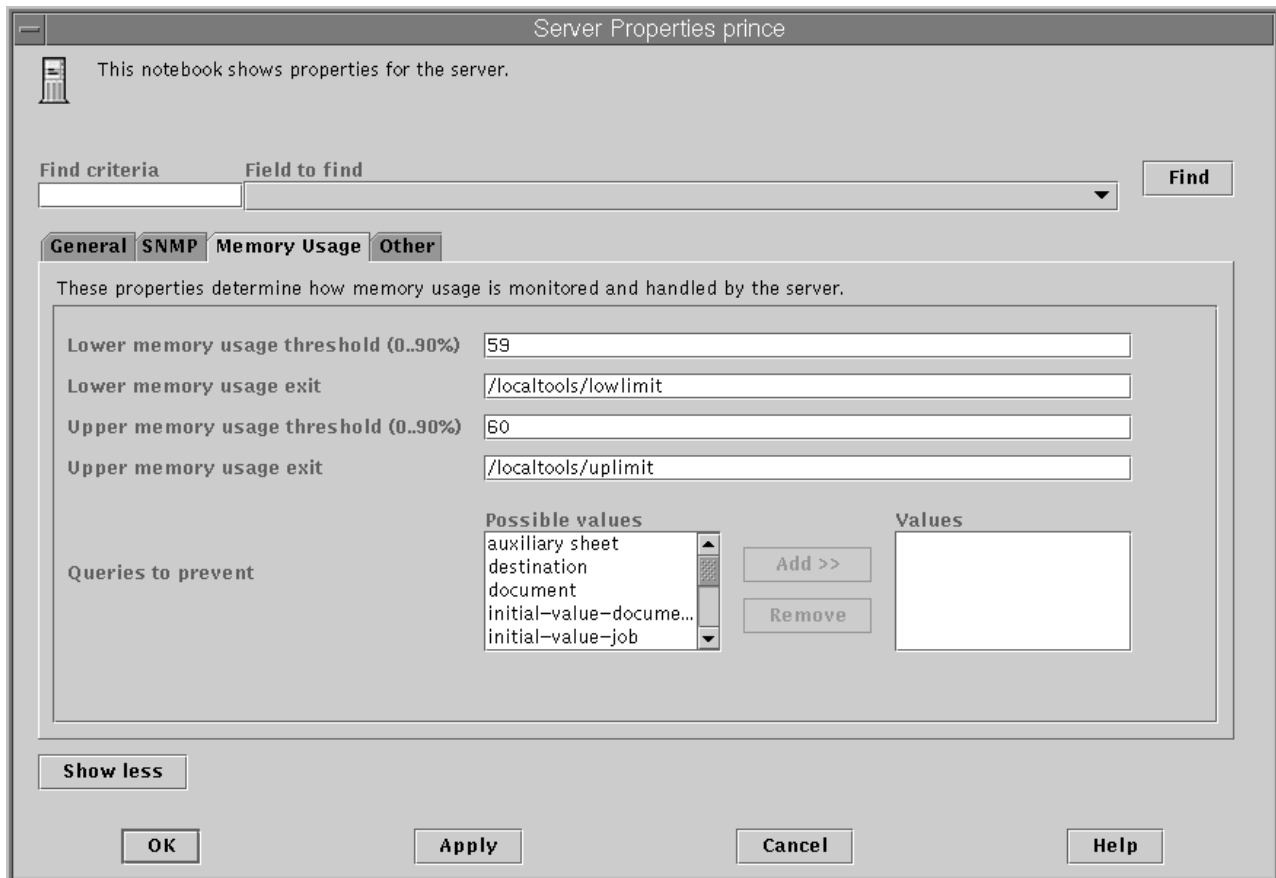 Server Properties prince
This notebook shows properties for the server.
Find criteria
Field to find
Find
General SNMP Memory Usage Other
These properties determine how memory usage is monitored and handled by the server.
Lower memory usage threshold (0..90%) 59
Lower memory usage exit /localtools/lowlimit
Upper memory usage threshold (0..90%) 60
Upper memory usage exit /localtools/uplimit
Queries to prevent
Possible values
auxiliary sheet
destination
document
initial-value-docume...
initial-value-job
Add >>
Remove
Values
Show less
OK Apply Cancel Help